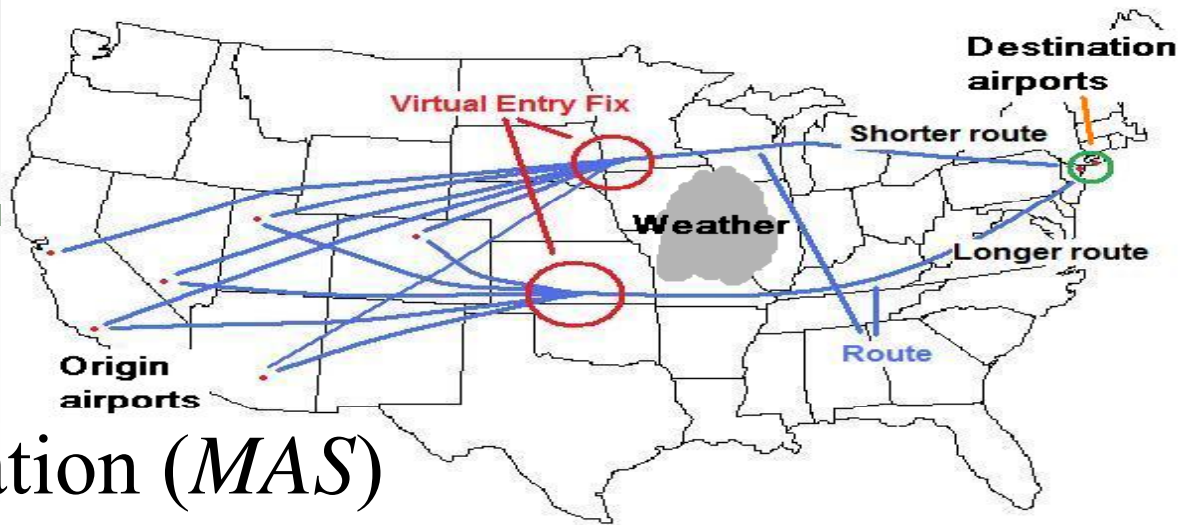 Destination
airports
Virtual Entry Fix
Shorter route
Weather
Longer route
Route
Origin
airports
ation (MAS)